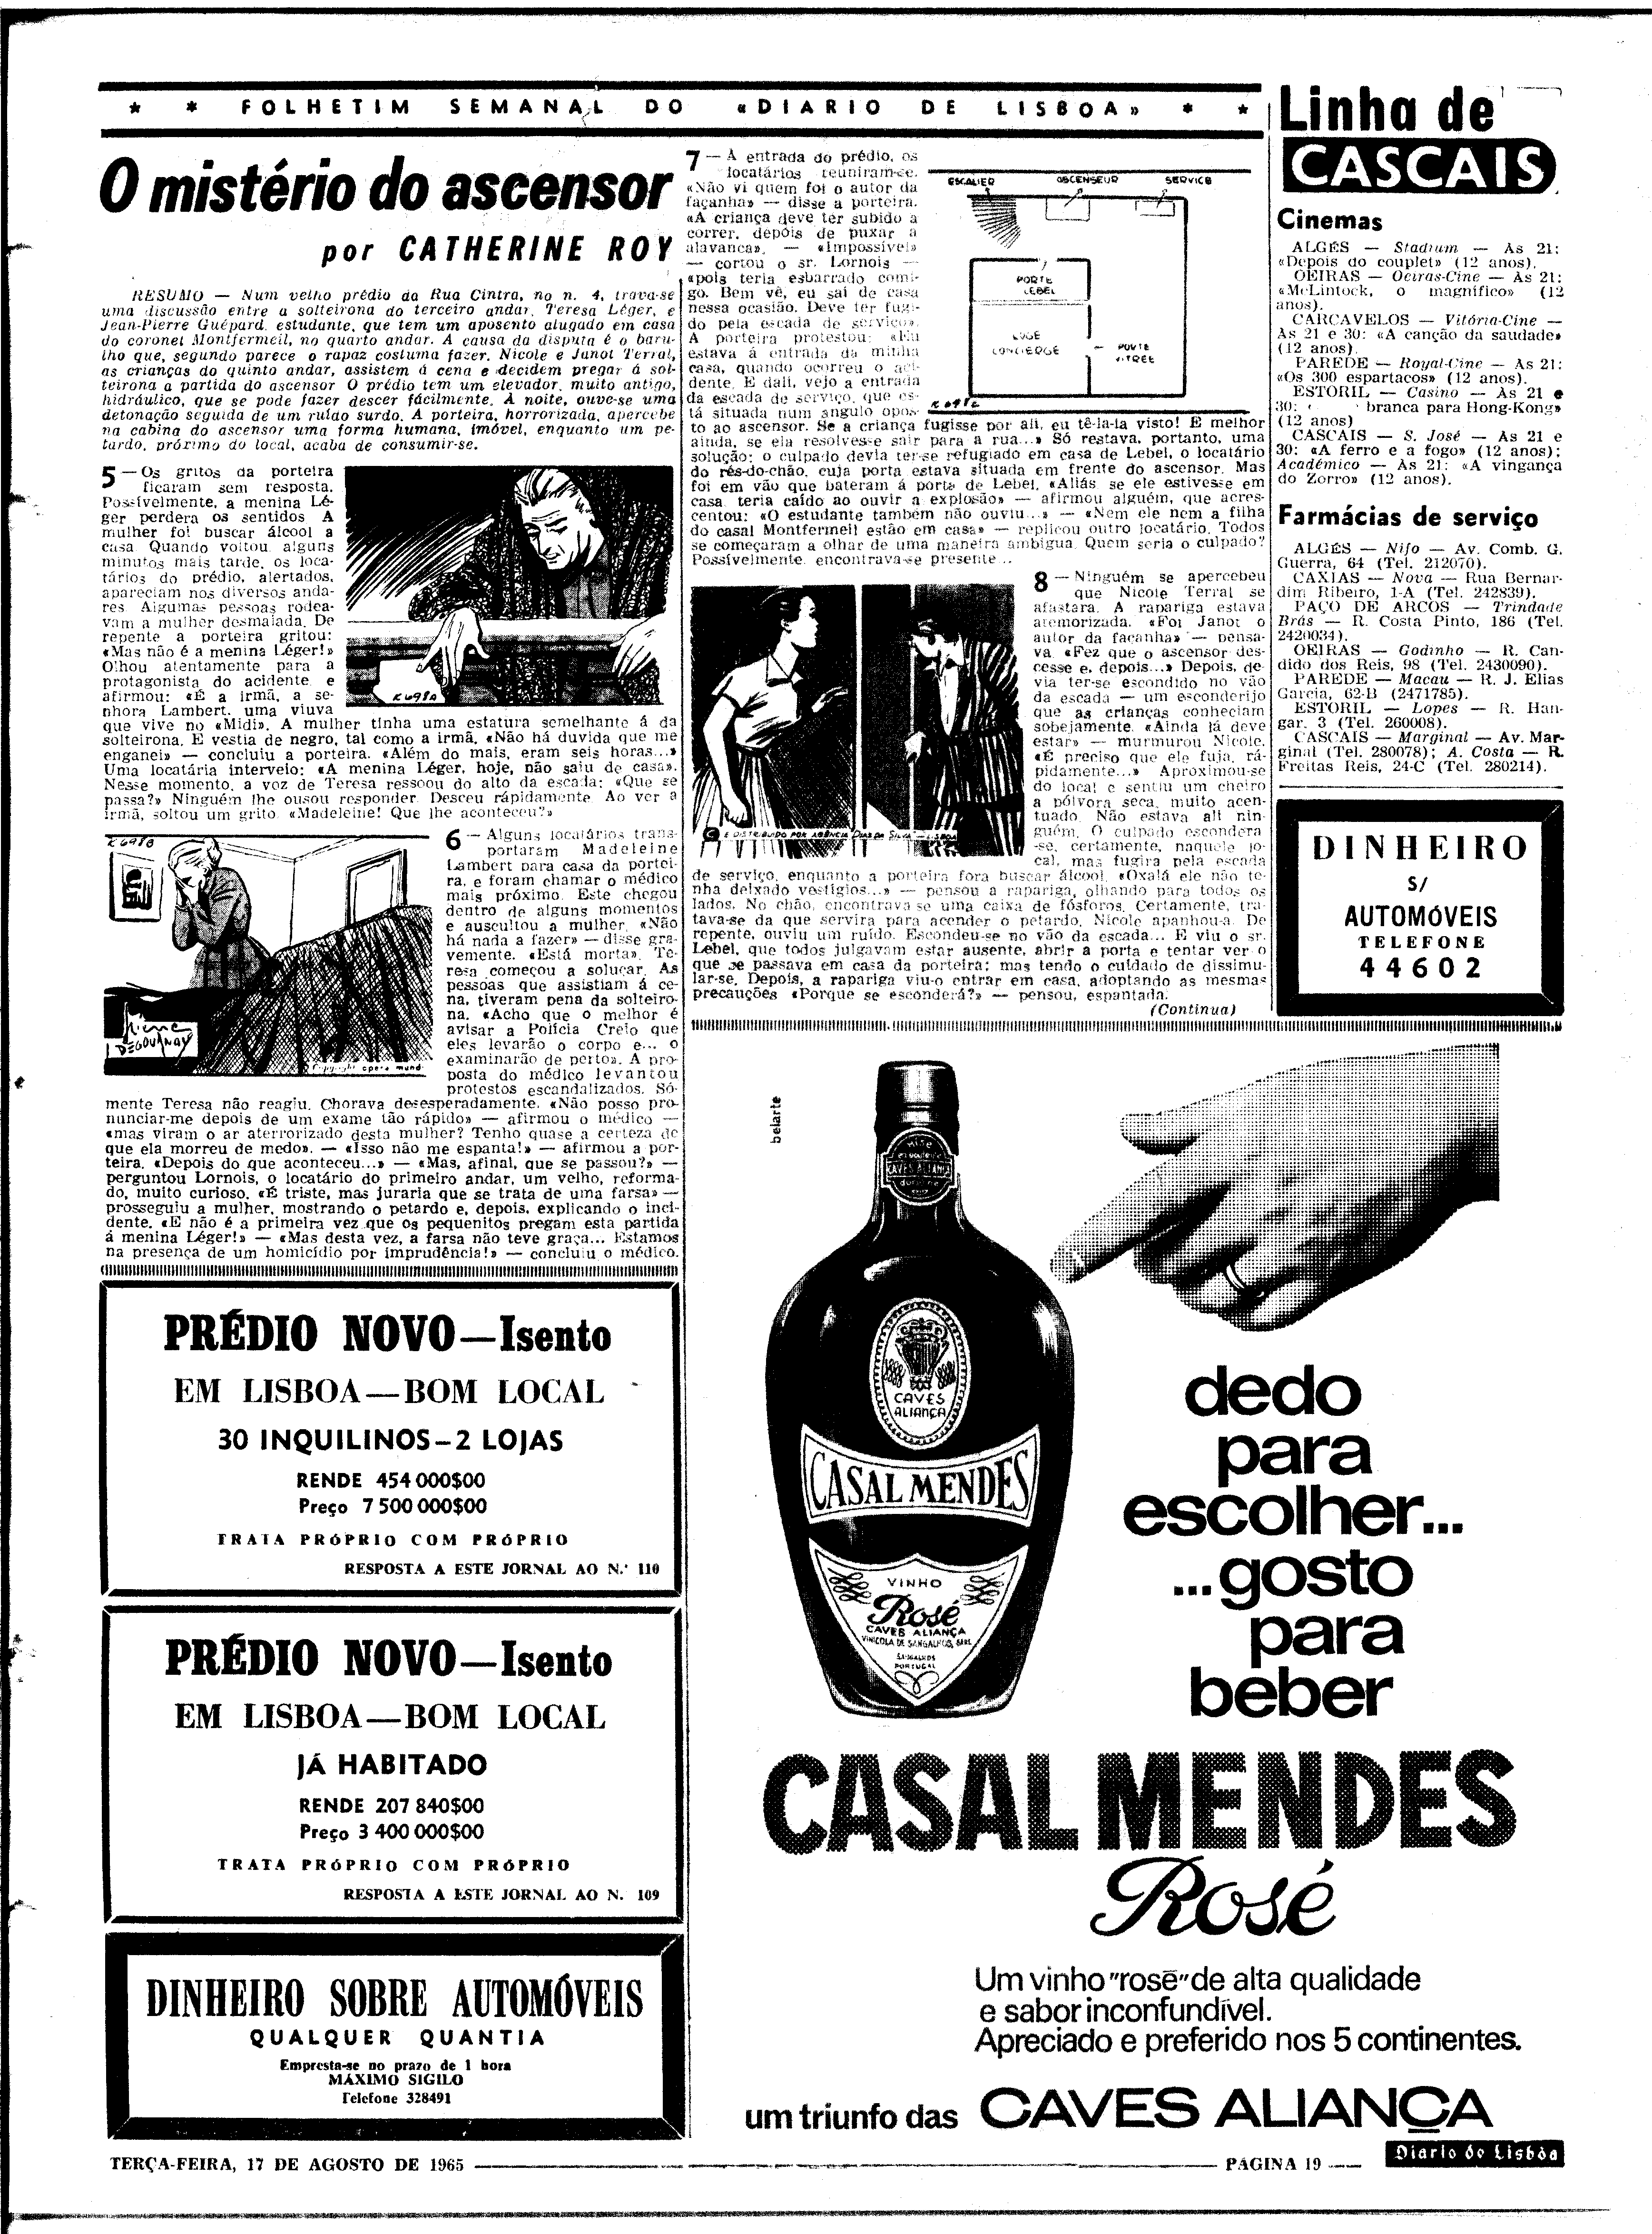 * * FOLHETIM SEMANAL DO «DIARIO DE LISBOA» * *
O mistério do ascensor
por CATHERINE ROY
RESUMO — Num velho prédio da Rua Cintra, no n. 4, trava-se
uma discussão entre a solteirona do terceiro andar, Teresa Léger, e
Jean-Pierre Guépard, estudante, que tem um aposento alugado em casa
do coronel Montfermeil, no quarto andar. A causa da disputa é o baru-
lho que, segundo parece o rapaz costuma fazer. Nicole e Janot Terral,
as crianças do quinto andar, assistem á cena e decidem pregar á sol-
teirona a partida do ascensor O prédio tem um elevador, muito antigo,
hidráulico, que se pode fazer descer fácilmente. A noite, ouve-se uma
detonação seguida de um ruído surdo. A porteira, horrorizada, apercebe
na cabina do ascensor uma forma humana, imóvel, enquanto um pe-
tardo, próximo do local, acaba de consumir-se.
5 — Os gritos da porteira
ficaram sem resposta.
Possívelmente, a menina Lé-
ger perdera os sentidos A
mulher foi buscar álcool a
casa Quando voltou, alguns
minutos mais tarde, os loca-
tários do prédio, alertados,
apareciam nos diversos anda-
res. Algumas pessoas rodea-
vam a mulher desmaiada. De
repente a porteira gritou:
«Mas não é a menina Léger!»
Olhou atentamente para a
protagonista do acidente e
afirmou: «É a irmã, a se-
nhora Lambert, uma viuva
que vive no «Midi». A mulher tinha uma estatura semelhante á da
solteirona. E vestia de negro, tal como a irmã. «Não há duvida que me
enganei» — concluiu a porteira. «Além do mais, eram seis horas...»
Uma locatária interveio: «A menina Léger, hoje, não saiu de casa».
Nesse momento, a voz de Teresa ressoou do alto da escada: «Que se
passa?» Ninguém lhe ousou responder. Desceu rápidamente Ao ver a
irmã, soltou um grito «Madeleine! Que lhe aconteceu?»
K 698A
K 698B
Liene
DEGOURNAY
Copyright opera mundi
6 — Alguns locatários trans-
portaram Madeleine
Lambert para casa da portei-
ra, e foram chamar o médico
mais próximo. Este chegou
dentro de alguns momentos
e auscultou a mulher. «Não
há nada a fazer» — disse gra-
vemente. «Está morta». Te-
resa começou a soluçar. As
pessoas que assistiam á ce-
na, tiveram pena da solteiro-
na. «Acho que o melhor é
avisar a Polícia Creio que
eles levarão o corpo e... o
examinarão de perto». A pro-
posta do médico levantou
protestos escandalizados. Só-
mente Teresa não reagiu. Chorava desesperadamente. «Não posso pro-
nunciar-me depois de um exame tão rápido» — afirmou o médico —
«mas viram o ar aterrorizado desta mulher? Tenho quase a certeza de
que ela morreu de medo». — «Isso não me espanta!» — afirmou a por-
teira. «Depois do que aconteceu...» — «Mas, afinal, que se passou?» —
perguntou Lornois, o locatário do primeiro andar, um velho, reforma-
do, muito curioso. «É triste, mas juraria que se trata de uma farsa» —
prosseguiu a mulher, mostrando o petardo e, depois, explicando o inci-
dente. «E não é a primeira vez que os pequenitos pregam esta partida
á menina Léger!» — «Mas desta vez, a farsa não teve graça... Estamos
na presença de um homicídio por imprudência!» — concluiu o médico.
7 — A entrada do prédio, os
locatários reuniram-se.
«Não vi quem foi o autor da
façanha» — disse a porteira.
«A criança deve ter subido a
correr, depois de puxar a
alavanca». — «Impossível»
— cortou o sr. Lornois —
«pois teria esbarrado comi-
go. Bem vê, eu saí de casa
nessa ocasião. Deve ter fugi-
do pela escada de serviço».
A porteira protestou: «Eu
estava á entrada da minha
casa, quando ocorreu o aci-
dente. E dali, vejo a entrada
da escada de serviço, que es-
tá situada num angulo opos-
to ao ascensor. Se a criança fugisse por ali, eu tê-la-ia visto! E melhor
ainda, se ela resolvesse sair para a rua...» Só restava, portanto, uma
solução: o culpado devia ter-se refugiado em casa de Lebel, o locatário
do rés-do-chão, cuja porta estava situada em frente do ascensor. Mas
foi em vão que bateram á porta de Lebel. «Aliás, se ele estivesse em
casa teria caído ao ouvir a explosão» — afirmou alguém, que acres-
centou: «O estudante também não ouviu...» — «Nem ele nem a filha
do casal Montfermeil estão em casa» — replicou outro locatário. Todos
se começaram a olhar de uma maneira ambígua. Quem seria o culpado?
Possívelmente, encontrava-se presente...
ESCALIER ASCENSEUR SERVICE
PORTE
LEBEL
LOGE
CONCIERGE
PORTE
VITREE
K 698C
C E DISTRIBUIDO POR AGÊNCIA DIAS DA SILVA — LISBOA
8 — Ninguém se apercebeu
que Nicole Terral se
afastara. A rapariga estava
atemorizada. «Foi Janot o
autor da façanha» — pensa-
va. «Fez que o ascensor des-
cesse e, depois...» Depois, de-
via ter-se escondido no vão
da escada — um esconderijo
que as crianças conheciam
sobejamente. «Ainda lá deve
estar» — murmurou Nicole.
«É preciso que ele fuja, rá-
pidamente...» Aproximou-se
do local e sentiu um cheiro
a pólvora seca, muito acen-
tuado. Não estava ali nin-
guém. O culpado escondera
-se, certamente, naquele lo-
cal, mas fugira pela escada
de serviço, enquanto a porteira fora buscar álcool. «Oxalá ele não te-
nha deixado vestígios...» — pensou a rapariga, olhando para todos os
lados. No chão, encontrava-se uma caixa de fósforos. Certamente, tra-
tava-se da que servira para acender o petardo. Nicole apanhou-a. De
repente, ouviu um ruído. Escondeu-se no vão da escada... E viu o sr.
Lebel, que todos julgavam estar ausente, abrir a porta e tentar ver o
que se passava em casa da porteira; mas tendo o cuidado de dissimu-
lar-se. Depois, a rapariga viu-o entrar em casa, adoptando as mesmas
precauções «Porque se esconderá?» — pensou, espantada.
(Continua)
Linha de
CASCAIS
Cinemas
ALGÉS — Stadium — As 21:
«Depois do couplet» (12 anos).
OEIRAS — Oeiras-Cine — As 21:
«McLintock, o magnífico» (12
anos).
CARCAVELOS — Vitória-Cine —
As 21 e 30: «A canção da saudade»
(12 anos).
PAREDE — Royal-Cine — As 21:
«Os 300 espartacos» (12 anos).
ESTORIL — Casino — As 21 e
30: branca para Hong-Kong»
(12 anos)
CASCAIS — S. José — As 21 e
30: «A ferro e a fogo» (12 anos);
Académico — As 21: «A vingança
do Zorro» (12 anos).
Farmácias de serviço
ALGÉS — Nifo — Av. Comb. G.
Guerra, 64 (Tel. 212070).
CAXIAS — Nova — Rua Bernar-
dim Ribeiro, 1-A (Tel. 242839).
PAÇO DE ARCOS — Trindade
Brás — R. Costa Pinto, 186 (Tel.
2420034).
OEIRAS — Godinho — R. Can-
dido dos Reis, 98 (Tel. 2430090).
PAREDE — Macau — R. J. Elias
Garcia, 62-B (2471785).
ESTORIL — Lopes — R. Han-
gar, 3 (Tel. 260008).
CASCAIS — Marginal — Av. Mar-
ginal (Tel. 280078); A. Costa — R.
Freitas Reis, 24-C (Tel. 280214).
DINHEIRO
S/
AUTOMÓVEIS
TELEFONE
44602
PRÉDIO NOVO—Isento
EM LISBOA—BOM LOCAL
30 INQUILINOS-2 LOJAS
RENDE 454 000$00
Preço 7 500 000$00
TRATA PRÓPRIO COM PRÓPRIO
RESPOSTA A ESTE JORNAL AO N.º 110
PRÉDIO NOVO—Isento
EM LISBOA—BOM LOCAL
JÁ HABITADO
RENDE 207 840$00
Preço 3 400 000$00
TRATA PRÓPRIO COM PRÓPRIO
RESPOSTA A ESTE JORNAL AO N. 109
DINHEIRO SOBRE AUTOMÓVEIS
QUALQUER QUANTIA
Empresta-se no prazo de 1 hora
MÁXIMO SIGILO
Telefone 328491
belarte
CAVES ALIANÇA
CAVES
ALIANÇA
CASAL MENDES
VINHO
Rosé
CAVES ALIANÇA
VINICOLA DE SANGALHOS, SARL
SANGALHOS
PORTUGAL
dedo
para
escolher...
...gosto
para
beber
CASAL MENDES
Rosé
Um vinho "rosé" de alta qualidade
e sabor inconfundível.
Apreciado e preferido nos 5 continentes.
um triunfo das CAVES ALIANÇA
TERÇA-FEIRA, 17 DE AGOSTO DE 1965 — PÁGINA 19 — Diario de Lisbôa